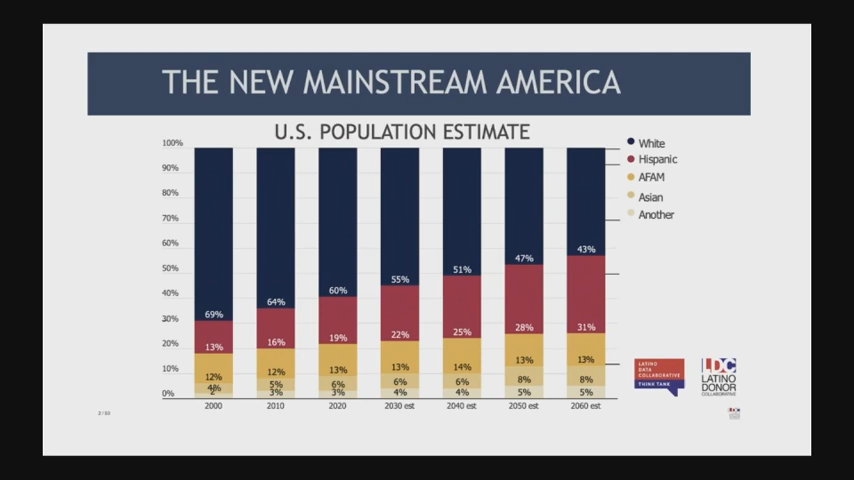 THE NEW MAINSTREAM AMERICA
U.S. POPULATION ESTIMATE
100%
90%
80%
70%
60%
50%
40%
30%
20%
10%
0%
69%
13%
12%
4%
2
2000
64%
16%
12%
5%
3%
2010
60%
19%
13%
6%
3%
2020
55%
22%
13%
6%
4%
2030 est
51%
25%
14%
6%
4%
2040 est
47%
28%
13%
8%
5%
2050 est
43%
31%
13%
8%
5%
2060 est
White
Hispanic
AFAM
Asian
Another
LATINO
DATA
COLLABORATIVE
THINK TANK
LDC
LATINO
DONOR
COLLABORATIVE